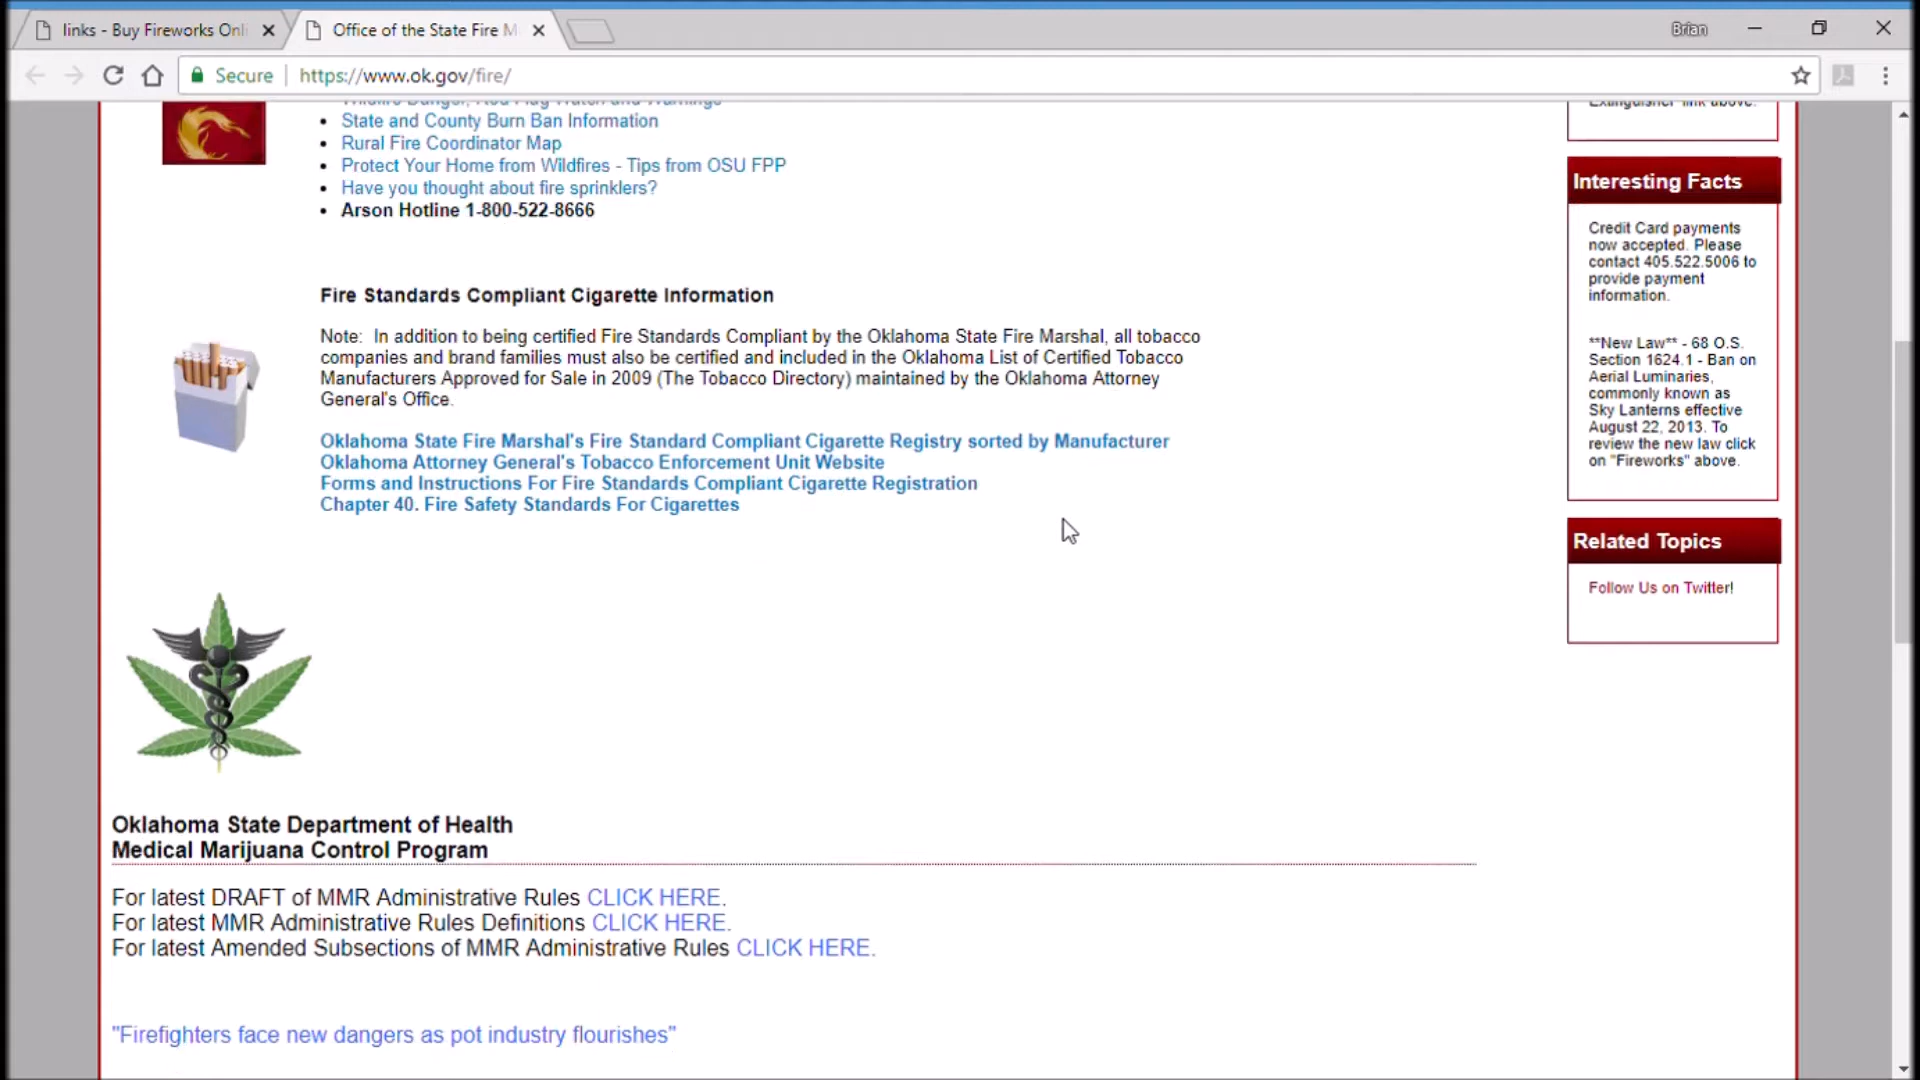 links - Buy Fireworks Onli
Office of the State Fire M
Brian
Secure
https://www.ok.gov/fire/
Wildfire Danger, Red Flag Watch and Warnings
State and County Burn Ban Information
Rural Fire Coordinator Map
Protect Your Home from Wildfires - Tips from OSU FPP
Have you thought about fire sprinklers?
Arson Hotline 1-800-522-8666
Fire Standards Compliant Cigarette Information
Note:  In addition to being certified Fire Standards Compliant by the Oklahoma State Fire Marshal, all tobacco
companies and brand families must also be certified and included in the Oklahoma List of Certified Tobacco
Manufacturers Approved for Sale in 2009 (The Tobacco Directory) maintained by the Oklahoma Attorney
General's Office.
Oklahoma State Fire Marshal's Fire Standard Compliant Cigarette Registry sorted by Manufacturer
Oklahoma Attorney General's Tobacco Enforcement Unit Website
Forms and Instructions For Fire Standards Compliant Cigarette Registration
Chapter 40. Fire Safety Standards For Cigarettes
Oklahoma State Department of Health
Medical Marijuana Control Program
For latest DRAFT of MMR Administrative Rules CLICK HERE.
For latest MMR Administrative Rules Definitions CLICK HERE.
For latest Amended Subsections of MMR Administrative Rules CLICK HERE.
"Firefighters face new dangers as pot industry flourishes"
Extinguisher" link above.
Interesting Facts
Credit Card payments
now accepted. Please
contact 405.522.5006 to
provide payment
information.
**New Law** - 68 O.S.
Section 1624.1 - Ban on
Aerial Luminaries,
commonly known as
Sky Lanterns effective
August 22, 2013. To
review the new law click
on "Fireworks" above.
Related Topics
Follow Us on Twitter!